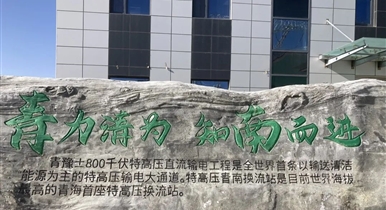 青力清为 知南而进
青豫±800千伏特高压直流输电工程是全世界首条以输送清洁
能源为主的特高压输电大通道。特高压青南换流站是目前世界海拔
最高的青海首座特高压换流站。